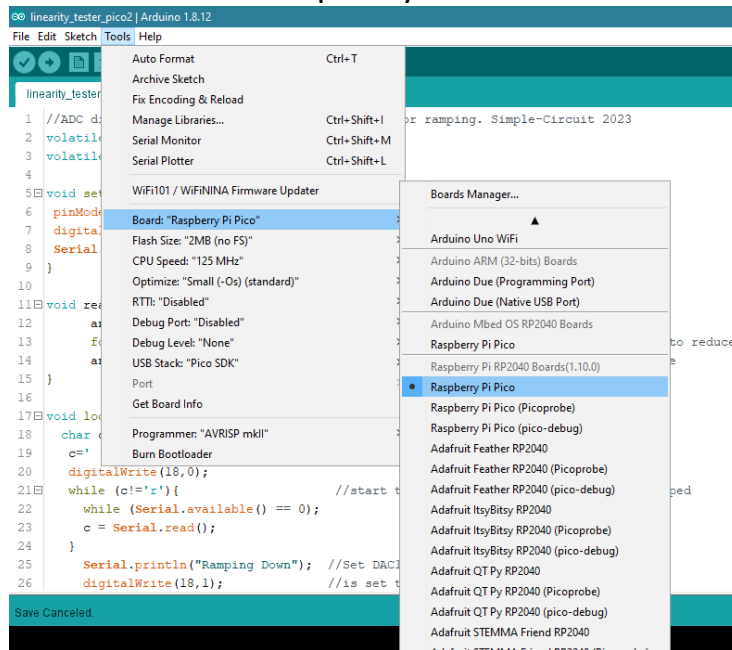 linearity_tester_pico2 | Arduino 1.8.12
File Edit Sketch Tools Help
linearity_tester
Auto Format Ctrl+T
Archive Sketch
Fix Encoding & Reload
Manage Libraries... Ctrl+Shift+I
Serial Monitor Ctrl+Shift+M
Serial Plotter Ctrl+Shift+L
WiFi101 / WiFiNINA Firmware Updater
Board: "Raspberry Pi Pico"
Flash Size: "2MB (no FS)"
CPU Speed: "125 MHz"
Optimize: "Small (-Os) (standard)"
RTTI: "Disabled"
Debug Port: "Disabled"
Debug Level: "None"
USB Stack: "Pico SDK"
Port
Get Board Info
Programmer: "AVRISP mkII"
Burn Bootloader
Boards Manager...
Arduino Uno WiFi
Arduino ARM (32-bits) Boards
Arduino Due (Programming Port)
Arduino Due (Native USB Port)
Arduino Mbed OS RP2040 Boards
Raspberry Pi Pico
Raspberry Pi RP2040 Boards(1.10.0)
Raspberry Pi Pico
Raspberry Pi Pico (Picoprobe)
Raspberry Pi Pico (pico-debug)
Adafruit Feather RP2040
Adafruit Feather RP2040 (Picoprobe)
Adafruit Feather RP2040 (pico-debug)
Adafruit ItsyBitsy RP2040
Adafruit ItsyBitsy RP2040 (Picoprobe)
Adafruit ItsyBitsy RP2040 (pico-debug)
Adafruit QT Py RP2040
Adafruit QT Py RP2040 (Picoprobe)
Adafruit QT Py RP2040 (pico-debug)
Adafruit STEMMA Friend RP2040
1 //ADC di or ramping. Simple-Circuit 2023
2 volatile
3 volatile
4
5 void set
6 pinMode
7 digital
8 Serial
9 }
10
11 void rea
12 an
13 fo to reduce
14 an
15 }
16
17 void loo
18 char c
19 c='
20 digitalWrite(18,0);
21 while (c!='r'){ //start t ped
22 while (Serial.available() == 0);
23 c = Serial.read();
24 }
25 Serial.println("Ramping Down"); //Set DAC
26 digitalWrite(18,1); //is set t
Save Canceled.